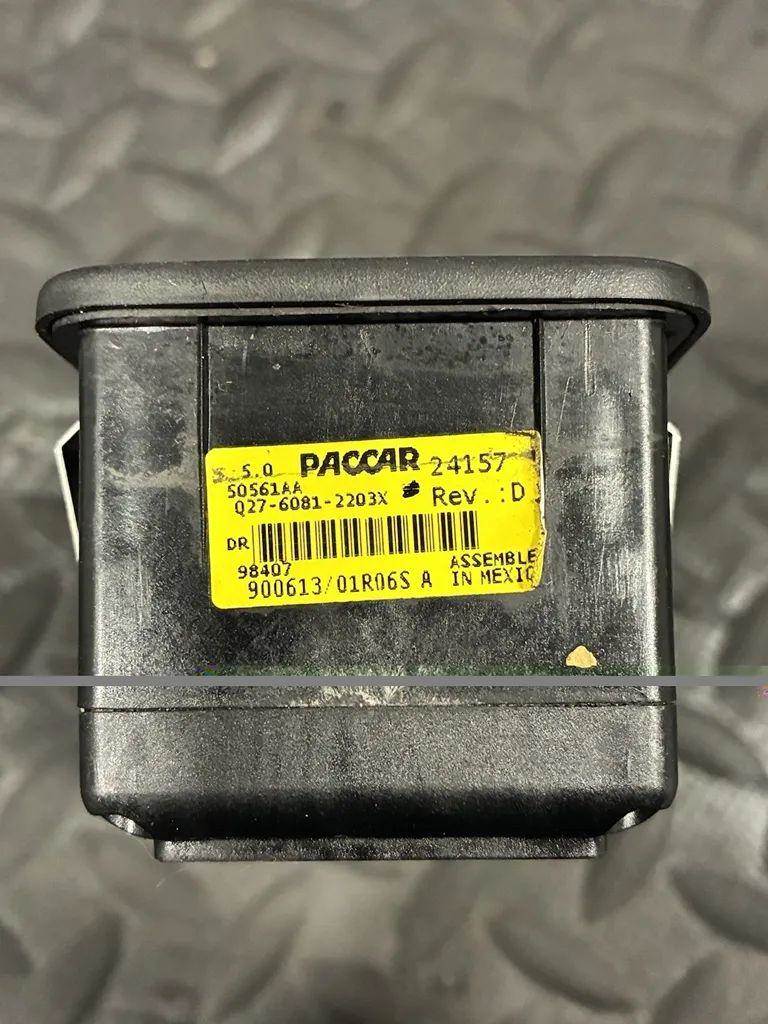 5.0 PACCAR 24157
50561AA
Q27-6081-2203X Rev.:D
DR
98407 ASSEMBLE
900613/01R06S A IN MEXIC